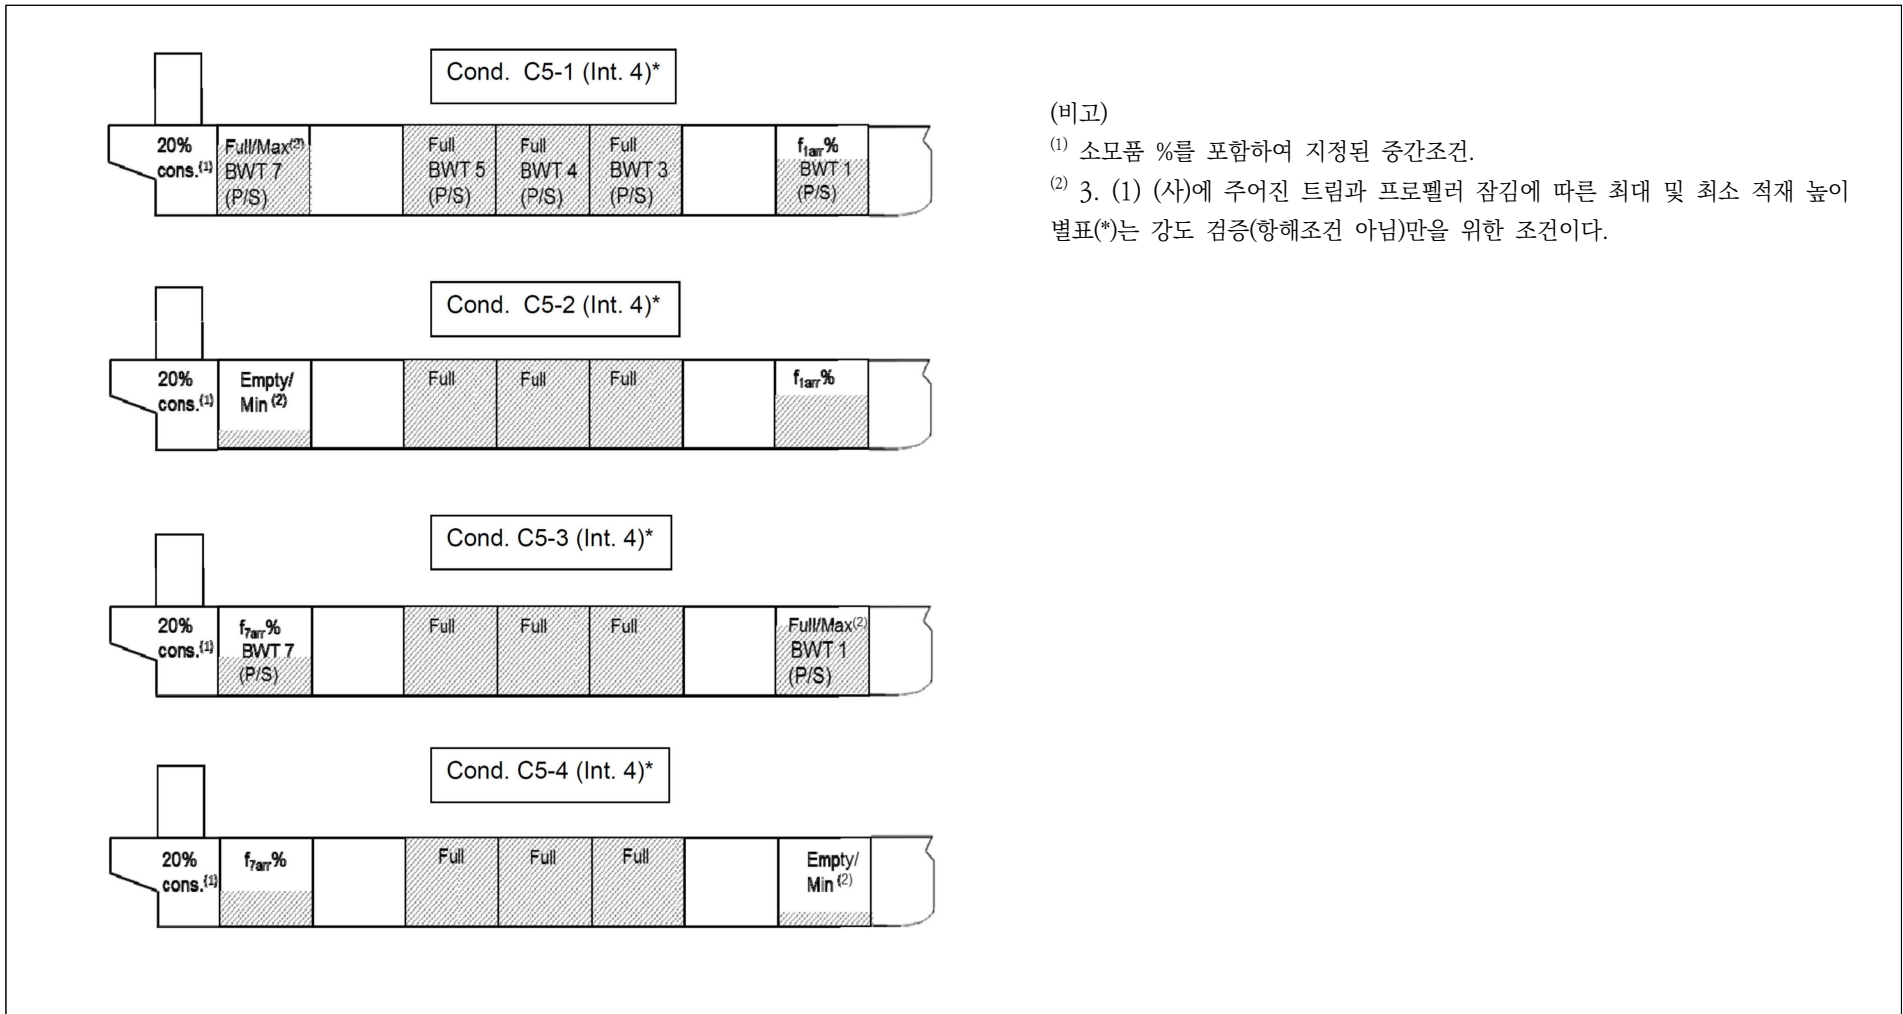 Cond. C5-1 (Int. 4)*
20% cons.(1)
Full/Max(2) BWT 7 (P/S)
Full BWT 5 (P/S)
Full BWT 4 (P/S)
Full BWT 3 (P/S)
f1arr% BWT 1 (P/S)
Cond. C5-2 (Int. 4)*
20% cons.(1)
Empty/ Min (2)
Full
Full
Full
f1arr%
Cond. C5-3 (Int. 4)*
20% cons.(1)
f7arr% BWT 7 (P/S)
Full
Full
Full
Full/Max(2) BWT 1 (P/S)
Cond. C5-4 (Int. 4)*
20% cons.(1)
f7arr%
Full
Full
Full
Empty/ Min (2)
(비고)
(1) 소모품 %를 포함하여 지정된 중간조건.
(2) 3. (1) (사)에 주어진 트림과 프로펠러 잠김에 따른 최대 및 최소 적재 높이
별표(*)는 강도 검증(항해조건 아님)만을 위한 조건이다.